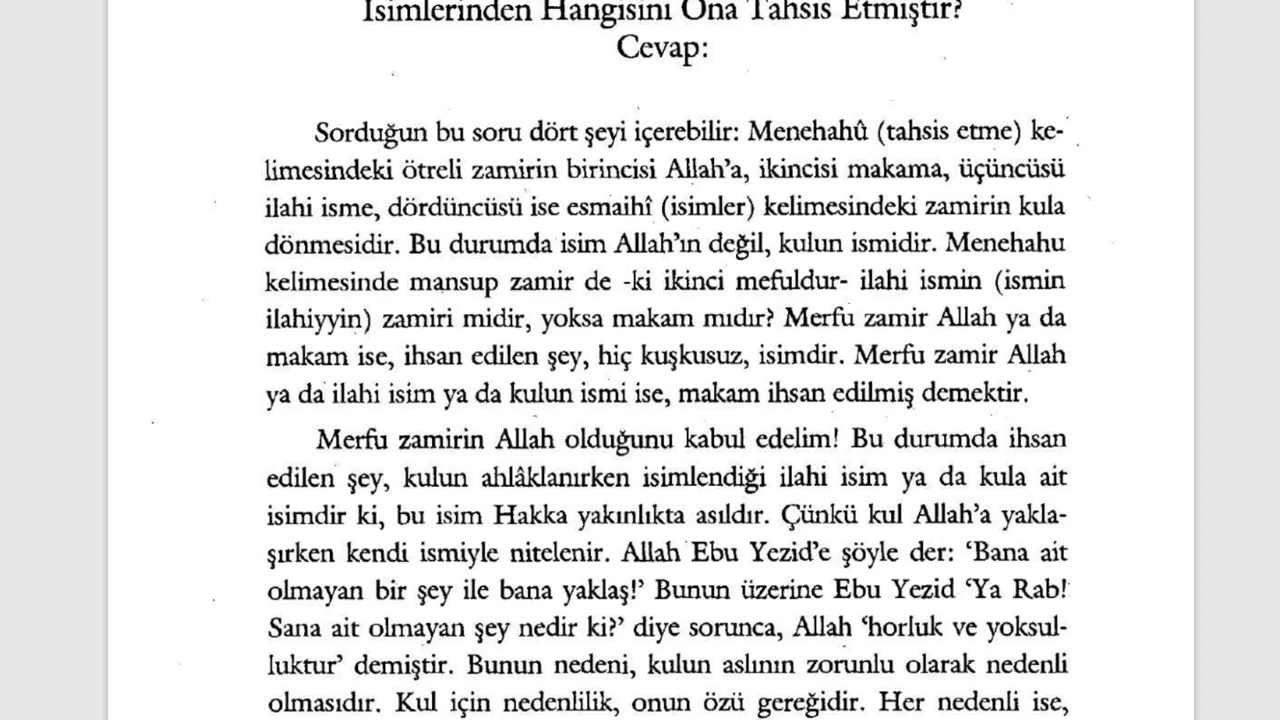 İsimlerinden Hangisini Ona Tahsis Etmiştir?
Cevap:
Sorduğun bu soru dört şeyi içerebilir: Menehahû (tahsis etme) ke-
limesindeki ötreli zamirin birincisi Allah’a, ikincisi makama, üçüncüsü
ilahi isme, dördüncüsü ise esmaihî (isimler) kelimesindeki zamirin kula
dönmesidir. Bu durumda isim Allah’ın değil, kulun ismidir. Menehahu
kelimesinde mansup zamir de -ki ikinci mefuldur- ilahi ismin (ismin
ilahiyyin) zamiri midir, yoksa makam mıdır? Merfu zamir Allah ya da
makam ise, ihsan edilen şey, hiç kuşkusuz, isimdir. Merfu zamir Allah
ya da ilahi isim ya da kulun ismi ise, makam ihsan edilmiş demektir.
Merfu zamirin Allah olduğunu kabul edelim! Bu durumda ihsan
edilen şey, kulun ahlâklanırken isimlendiği ilahi isim ya da kula ait
isimdir ki, bu isim Hakka yakınlıkta asıldır. Çünkü kul Allah’a yakla-
şırken kendi ismiyle nitelenir. Allah Ebu Yezid’e şöyle der: ‘Bana ait
olmayan bir şey ile bana yaklaş!’ Bunun üzerine Ebu Yezid ‘Ya Rab!
Sana ait olmayan şey nedir ki?’ diye sorunca, Allah ‘horluk ve yoksul-
luktur’ demiştir. Bunun nedeni, kulun aslının zorunlu olarak nedenli
olmasıdır. Kul için nedenlilik, onun özü gereğidir. Her nedenli ise,